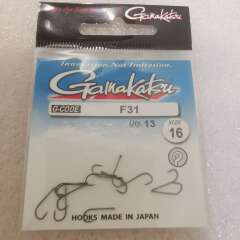 Gamakatsu
Innovation, Not Imitation.
Gamakatsu
G-CODE F31
Qty. 13
SIZE 16
HOOKS MADE IN JAPAN